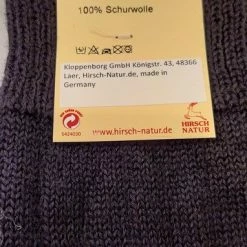 100% Schurwolle
Kloppenborg GmbH Königstr. 43, 48366
Laer, Hirsch-Natur.de, made in
Germany
5424030
www.hirsch-natur.de
HIRSCH
NATUR